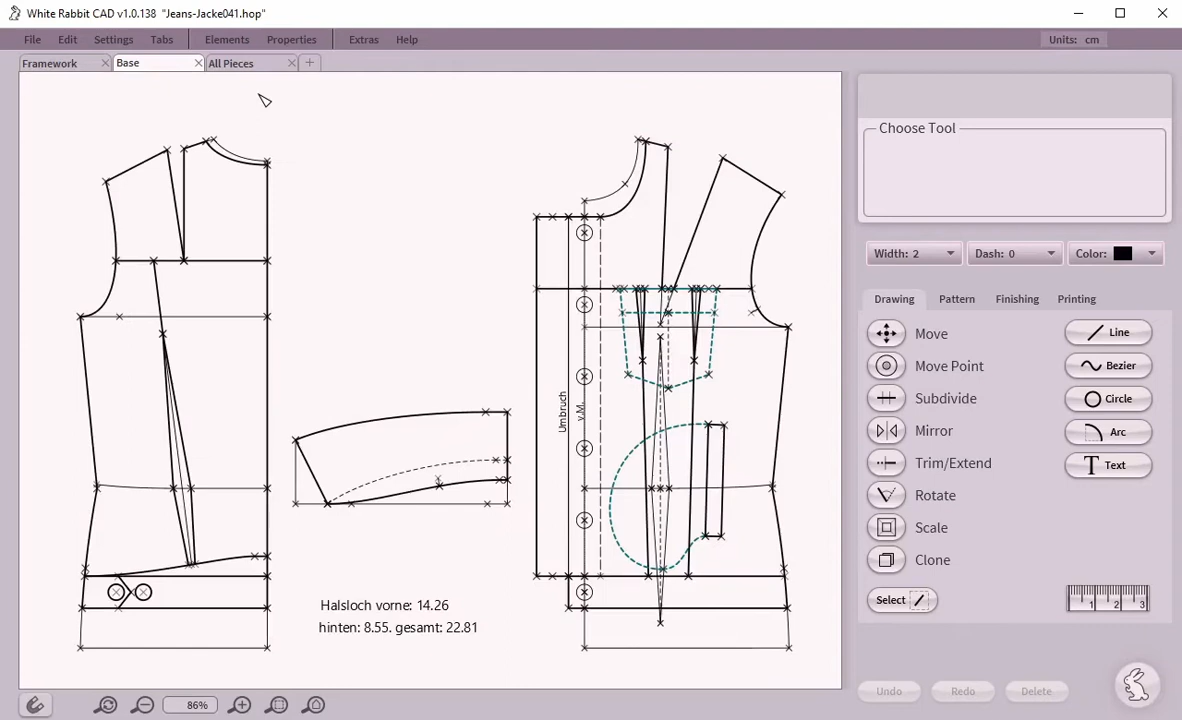 White Rabbit CAD v1.0.138 "Jeans-Jacke041.hop"
File Edit Settings Tabs Elements Properties Extras Help Units: cm
Framework Base All Pieces
Choose Tool
Width: 2 Dash: 0 Color:
Drawing Pattern Finishing Printing
Move Line
Move Point Bezier
Subdivide Circle
Mirror Arc
Trim/Extend Text
Rotate
Scale
Clone
Select 1 2 3
Umbruch
v.M.
Halsloch vorne: 14.26
hinten: 8.55. gesamt: 22.81
Undo Redo Delete
86%